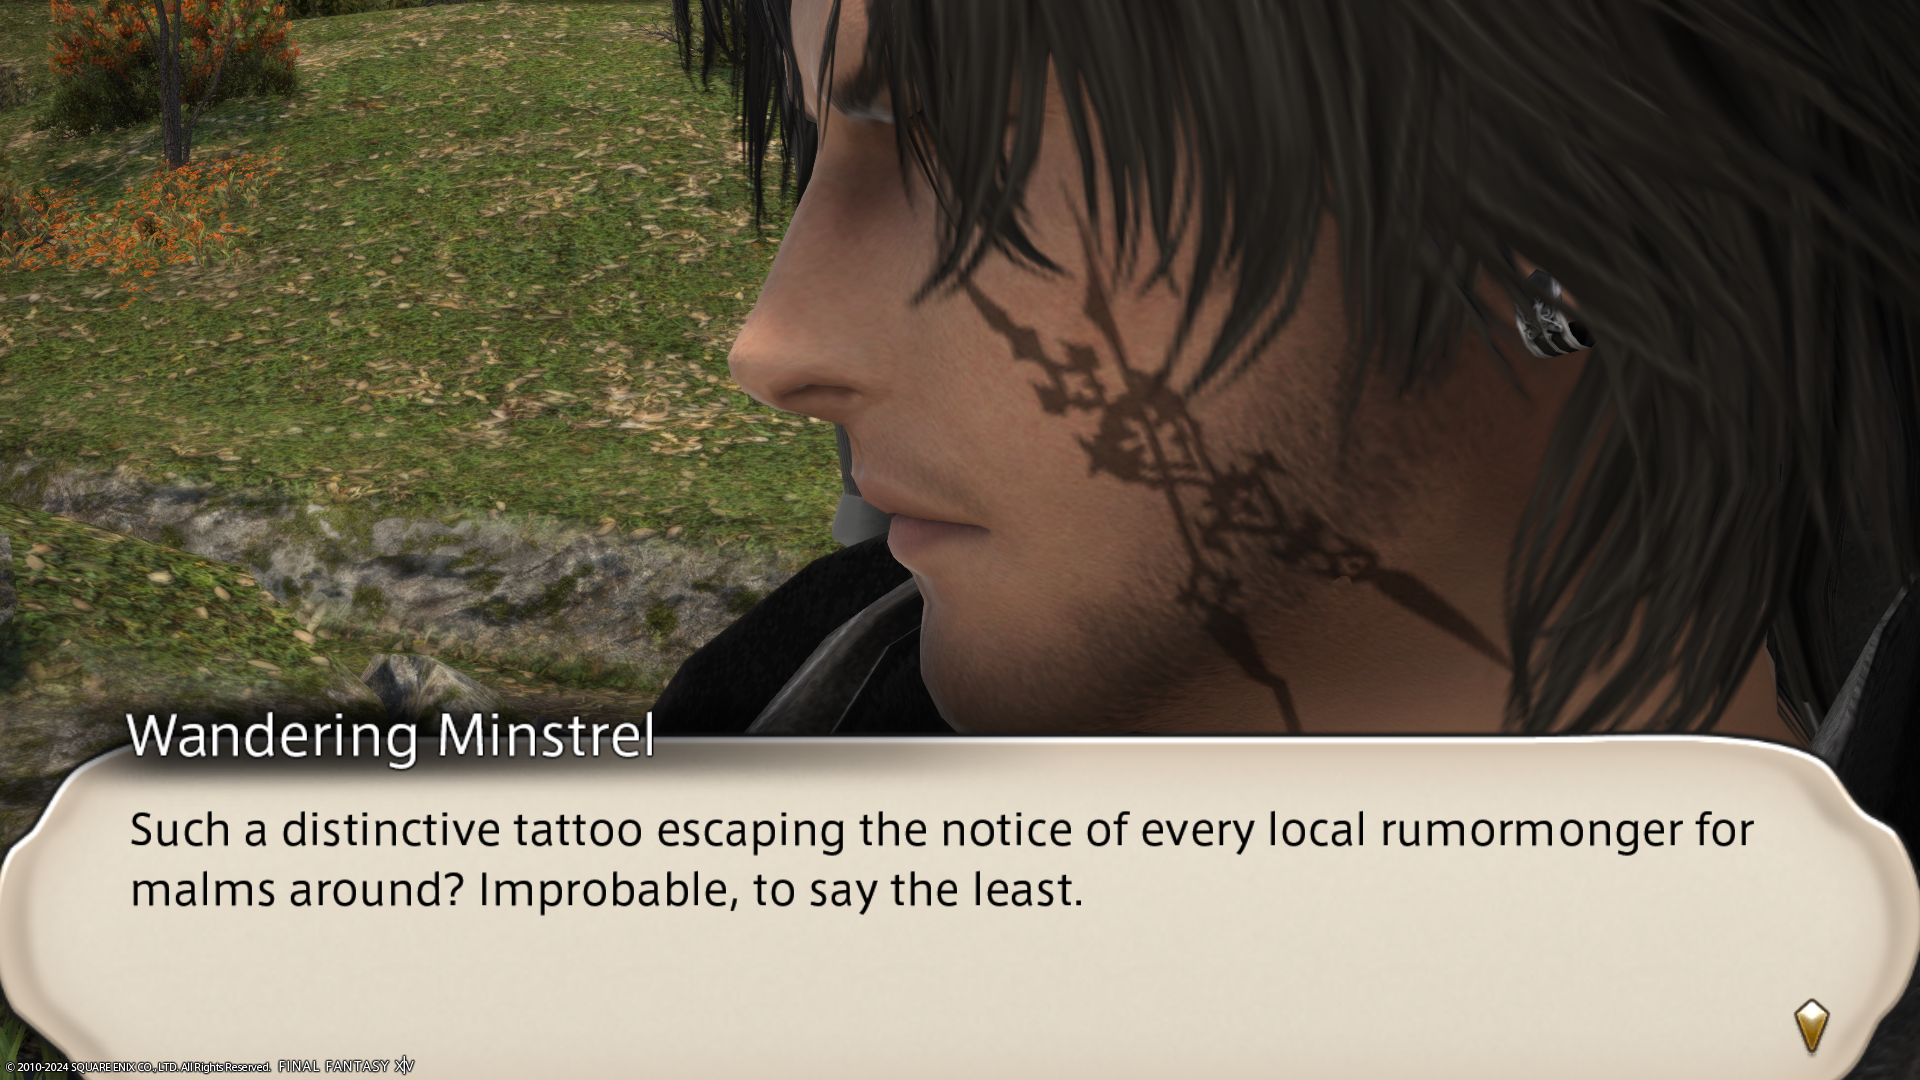 Wandering Minstrel
Such a distinctive tattoo escaping the notice of every local rumormonger for
malms around? Improbable, to say the least.
© 2010-2024 SQUARE ENIX CO., LTD. All Rights Reserved. FINAL FANTASY XIV